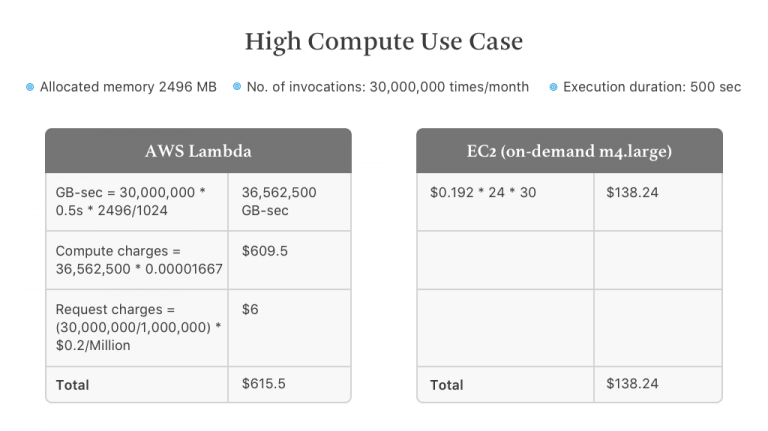 High Compute Use Case
Allocated memory 2496 MB
No. of invocations: 30,000,000 times/month
Execution duration: 500 sec
AWS Lambda
GB-sec = 30,000,000 *
0.5s * 2496/1024
36,562,500
GB-sec
Compute charges =
36,562,500 * 0.00001667
$609.5
Request charges =
(30,000,000/1,000,000) *
$0.2/Million
$6
Total
$615.5
EC2 (on-demand m4.large)
$0.192 * 24 * 30
$138.24
Total
$138.24